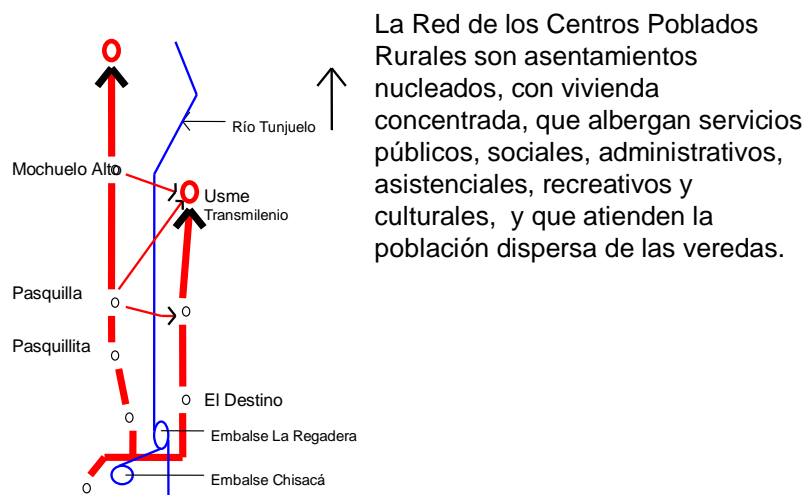 La Red de los Centros Poblados
Rurales son asentamientos
nucleados, con vivienda
concentrada, que albergan servicios
públicos, sociales, administrativos,
asistenciales, recreativos y
culturales, y que atienden la
población dispersa de las veredas.
Río Tunjuelo
Mochuelo Alto
Usme
Transmilenio
Pasquilla
Pasquillita
El Destino
Embalse La Regadera
Embalse Chisacá